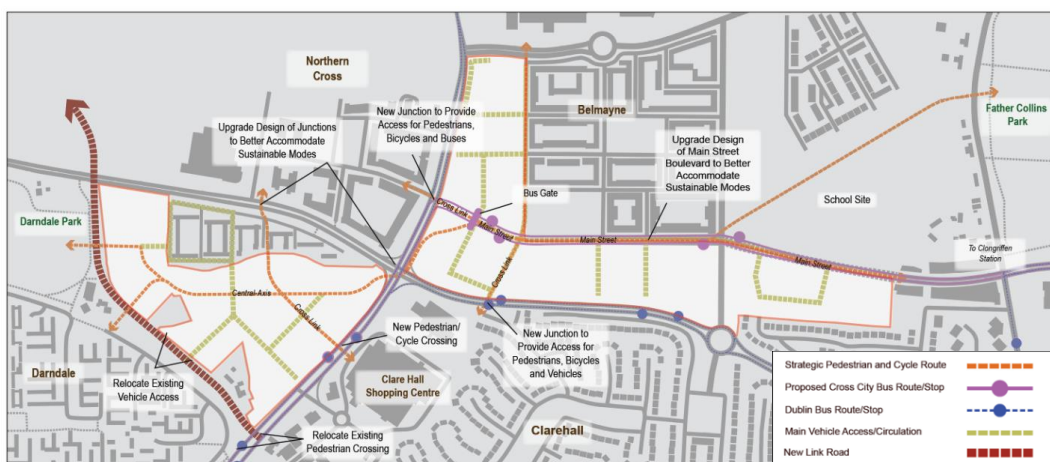 Northern
Cross
New Junction to Provide
Access for Pedestrians,
Bicycles and Buses
Upgrade Design of Junctions
to Better Accommodate
Sustainable Modes
Belmayne
Father Collins
Park
Upgrade Design
of Main Street
Boulevard to Better
Accommodate
Sustainable Modes
Bus Gate
School Site
Darndale Park
Cross Link
Main Street
Main Street
Main Street
To Clongriffin
Station
Cross Link
Central Axis
Cross Link
New Pedestrian/
Cycle Crossing
New Junction to
Provide Access for
Pedestrians, Bicycles
and Vehicles
Darndale
Relocate Existing
Vehicle Access
Clare Hall
Shopping Centre
Relocate Existing
Pedestrian Crossing
Clarehall
Strategic Pedestrian and Cycle Route
Proposed Cross City Bus Route/Stop
Dublin Bus Route/Stop
Main Vehicle Access/Circulation
New Link Road